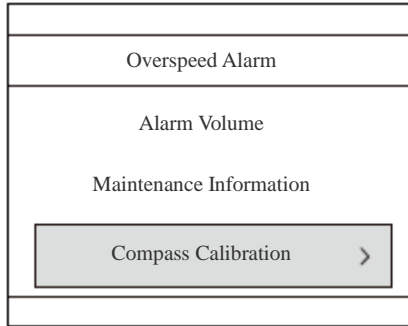 Overspeed Alarm
Alarm Volume
Maintenance Information
Compass Calibration